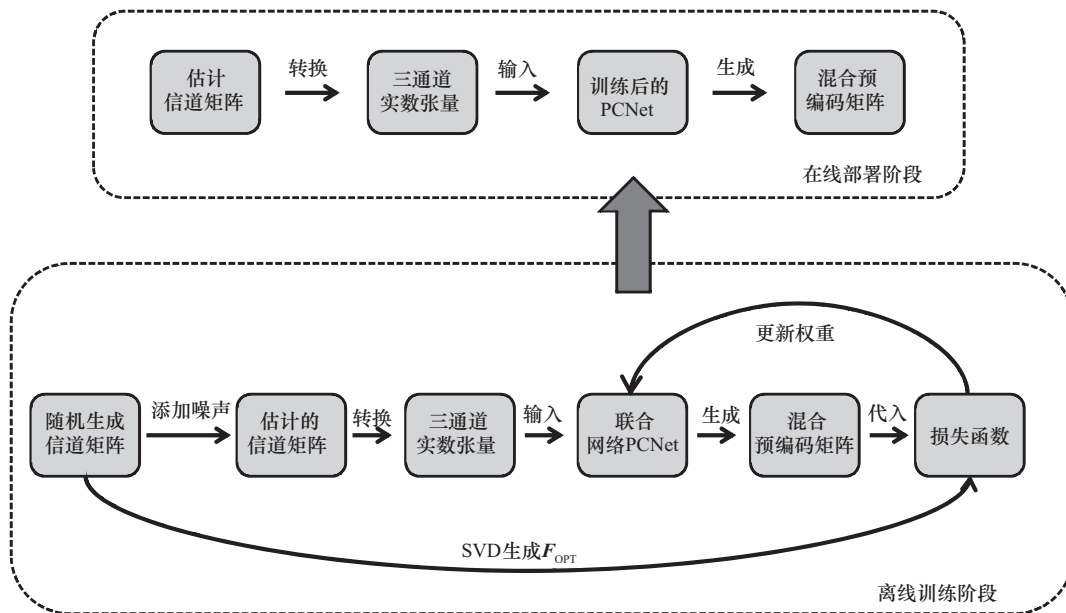 估计
信道矩阵
转换
三通道
实数张量
输入
训练后的
PCNet
生成
混合预
编码矩阵
在线部署阶段
更新权重
随机生成
信道矩阵
添加噪声
估计的
信道矩阵
转换
三通道
实数张量
输入
联合
网络PCNet
生成
混合
预编码矩阵
代入
损失函数
SVD生成F_OPT
离线训练阶段